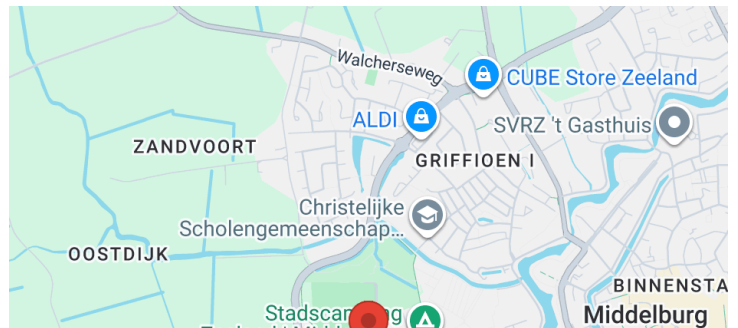 Walcherseweg
CUBE Store Zeeland
ALDI
SVRZ 't Gasthuis
ZANDVOORT
GRIFFIOEN I
Christelijke
Scholengemeenschap...
OOSTDIJK
BINNENSTA
Middelburg